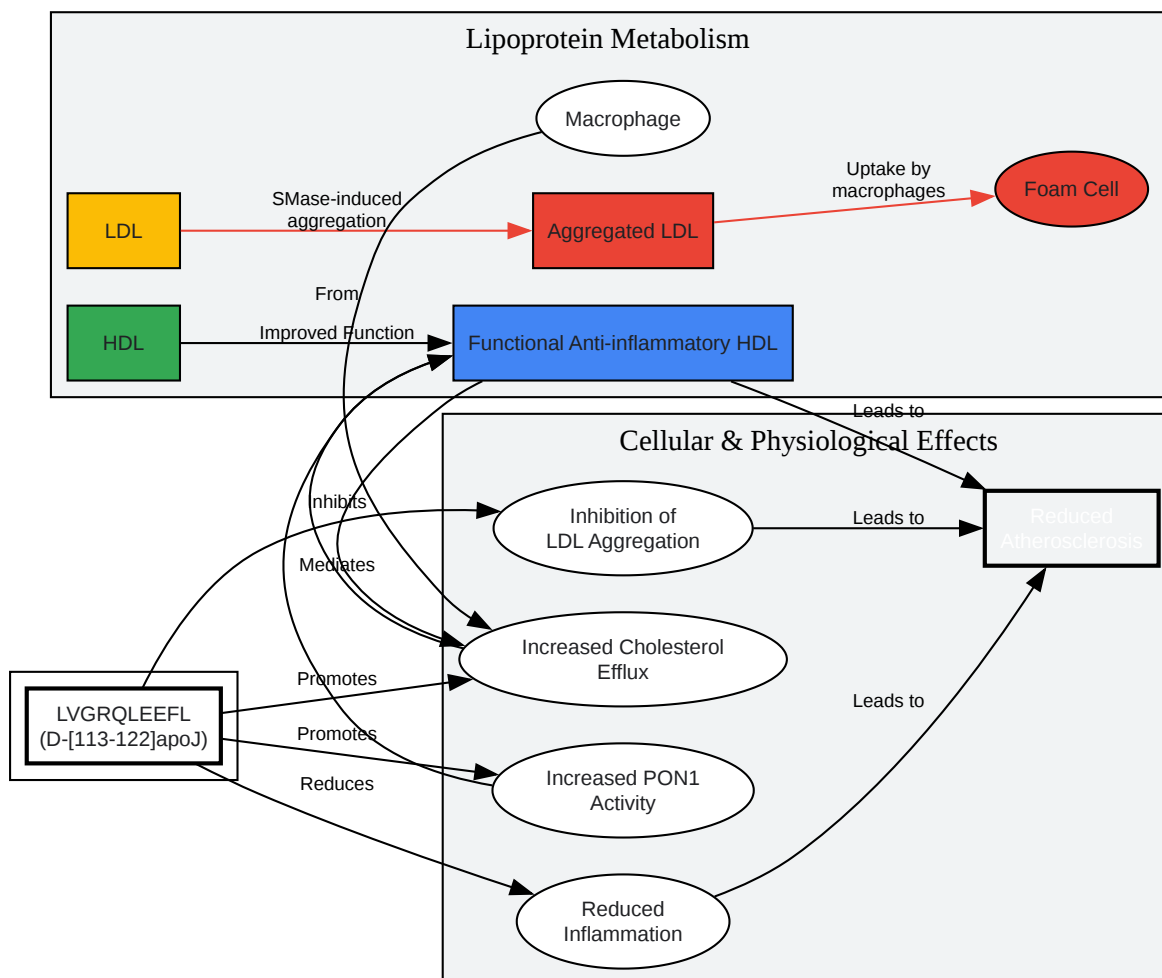 Lipoprotein Metabolism
Macrophage
Uptake by
macrophages
Foam Cell
SMase-induced
aggregation
LDL
Aggregated LDL
From
HDL
Improved Function
Functional Anti-inflammatory HDL
Leads to
Cellular & Physiological Effects
Inhibits
Inhibition of
LDL Aggregation
Leads to
Reduced
Atherosclerosis
Mediates
Increased Cholesterol
Efflux
Promotes
LVGRQLEEFL
(D-[113-122]apoJ)
Leads to
Promotes
Increased PON1
Activity
Reduces
Reduced
Inflammation